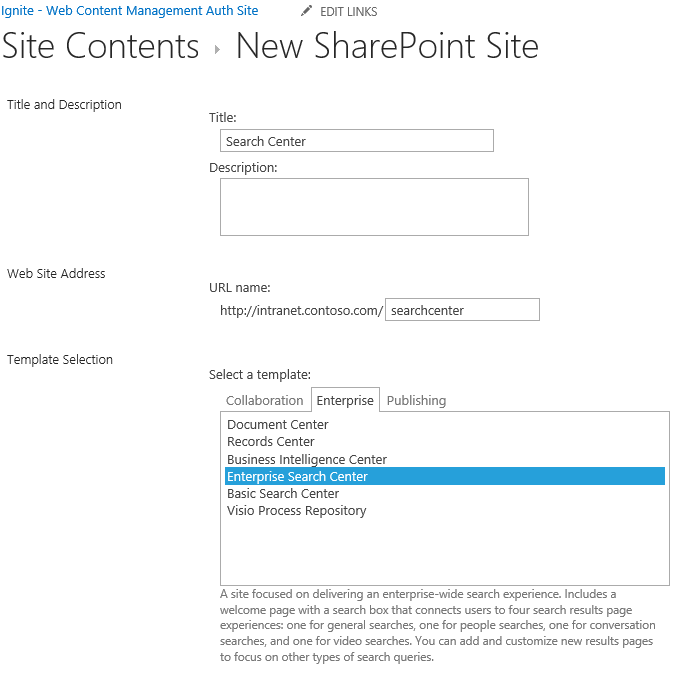 Ignite - Web Content Management Auth Site EDIT LINKS
Site Contents ▸ New SharePoint Site
Title and Description
Title:
Search Center
Description:
Web Site Address
URL name:
http://intranet.contoso.com/ searchcenter
Template Selection
Select a template:
Collaboration Enterprise Publishing
Document Center
Records Center
Business Intelligence Center
Enterprise Search Center
Basic Search Center
Visio Process Repository
A site focused on delivering an enterprise-wide search experience. Includes a
welcome page with a search box that connects users to four search results page
experiences: one for general searches, one for people searches, one for conversation
searches, and one for video searches. You can add and customize new results pages
to focus on other types of search queries.